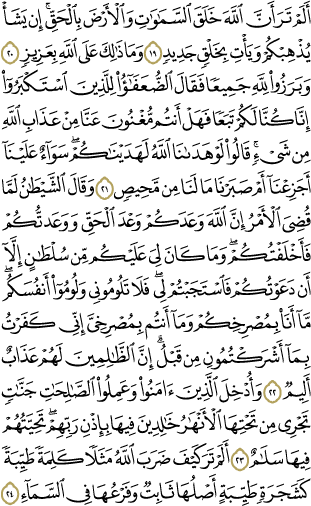 أَلَمْ تَرَ أَنَّ ٱللَّهَ خَلَقَ ٱلسَّمَٰوَٰتِ وَٱلْأَرْضَ بِٱلْحَقِّ ۚ إِن يَشَأْ
يُذْهِبْكُمْ وَيَأْتِ بِخَلْقٍ جَدِيدٍ ١٩ وَمَا ذَٰلِكَ عَلَى ٱللَّهِ بِعَزِيزٍ ٢٠
وَبَرَزُوا۟ لِلَّهِ جَمِيعًا فَقَالَ ٱلضُّعَفَٰٓؤُا۟ لِلَّذِينَ ٱسْتَكْبَرُوٓا۟
إِنَّا كُنَّا لَكُمْ تَبَعًا فَهَلْ أَنتُم مُّغْنُونَ عَنَّا مِنْ عَذَابِ ٱللَّهِ
مِن شَىْءٍ ۚ قَالُوا۟ لَوْ هَدَىٰنَا ٱللَّهُ لَهَدَيْنَٰكُمْ ۖ سَوَآءٌ عَلَيْنَآ
أَجَزِعْنَآ أَمْ صَبَرْنَا مَا لَنَا مِن مَّحِيصٍ ٢١ وَقَالَ ٱلشَّيْطَٰنُ لَمَّا
قُضِىَ ٱلْأَمْرُ إِنَّ ٱللَّهَ وَعَدَكُمْ وَعْدَ ٱلْحَقِّ وَوَعَدتُّكُمْ
فَأَخْلَفْتُكُمْ ۖ وَمَا كَانَ لِىَ عَلَيْكُم مِّن سُلْطَٰنٍ إِلَّآ
أَن دَعَوْتُكُمْ فَٱسْتَجَبْتُمْ لِى ۖ فَلَا تَلُومُونِى وَلُومُوٓا۟ أَنفُسَكُم ۖ
مَّآ أَنَا۠ بِمُصْرِخِكُمْ وَمَآ أَنتُم بِمُصْرِخِىَّ ۖ إِنِّى كَفَرْتُ
بِمَآ أَشْرَكْتُمُونِ مِن قَبْلُ ۗ إِنَّ ٱلظَّٰلِمِينَ لَهُمْ عَذَابٌ
أَلِيمٌ ٢٢ وَأُدْخِلَ ٱلَّذِينَ ءَامَنُوا۟ وَعَمِلُوا۟ ٱلصَّٰلِحَٰتِ جَنَّٰتٍ
تَجْرِى مِن تَحْتِهَا ٱلْأَنْهَٰرُ خَٰلِدِينَ فِيهَا بِإِذْنِ رَبِّهِمْ ۖ تَحِيَّتُهُمْ
فِيهَا سَلَٰمٌ ٢٣ أَلَمْ تَرَ كَيْفَ ضَرَبَ ٱللَّهُ مَثَلًا كَلِمَةً طَيِّبَةً
كَشَجَرَةٍ طَيِّبَةٍ أَصْلُهَا ثَابِتٌ وَفَرْعُهَا فِى ٱلسَّمَآءِ ٢٤